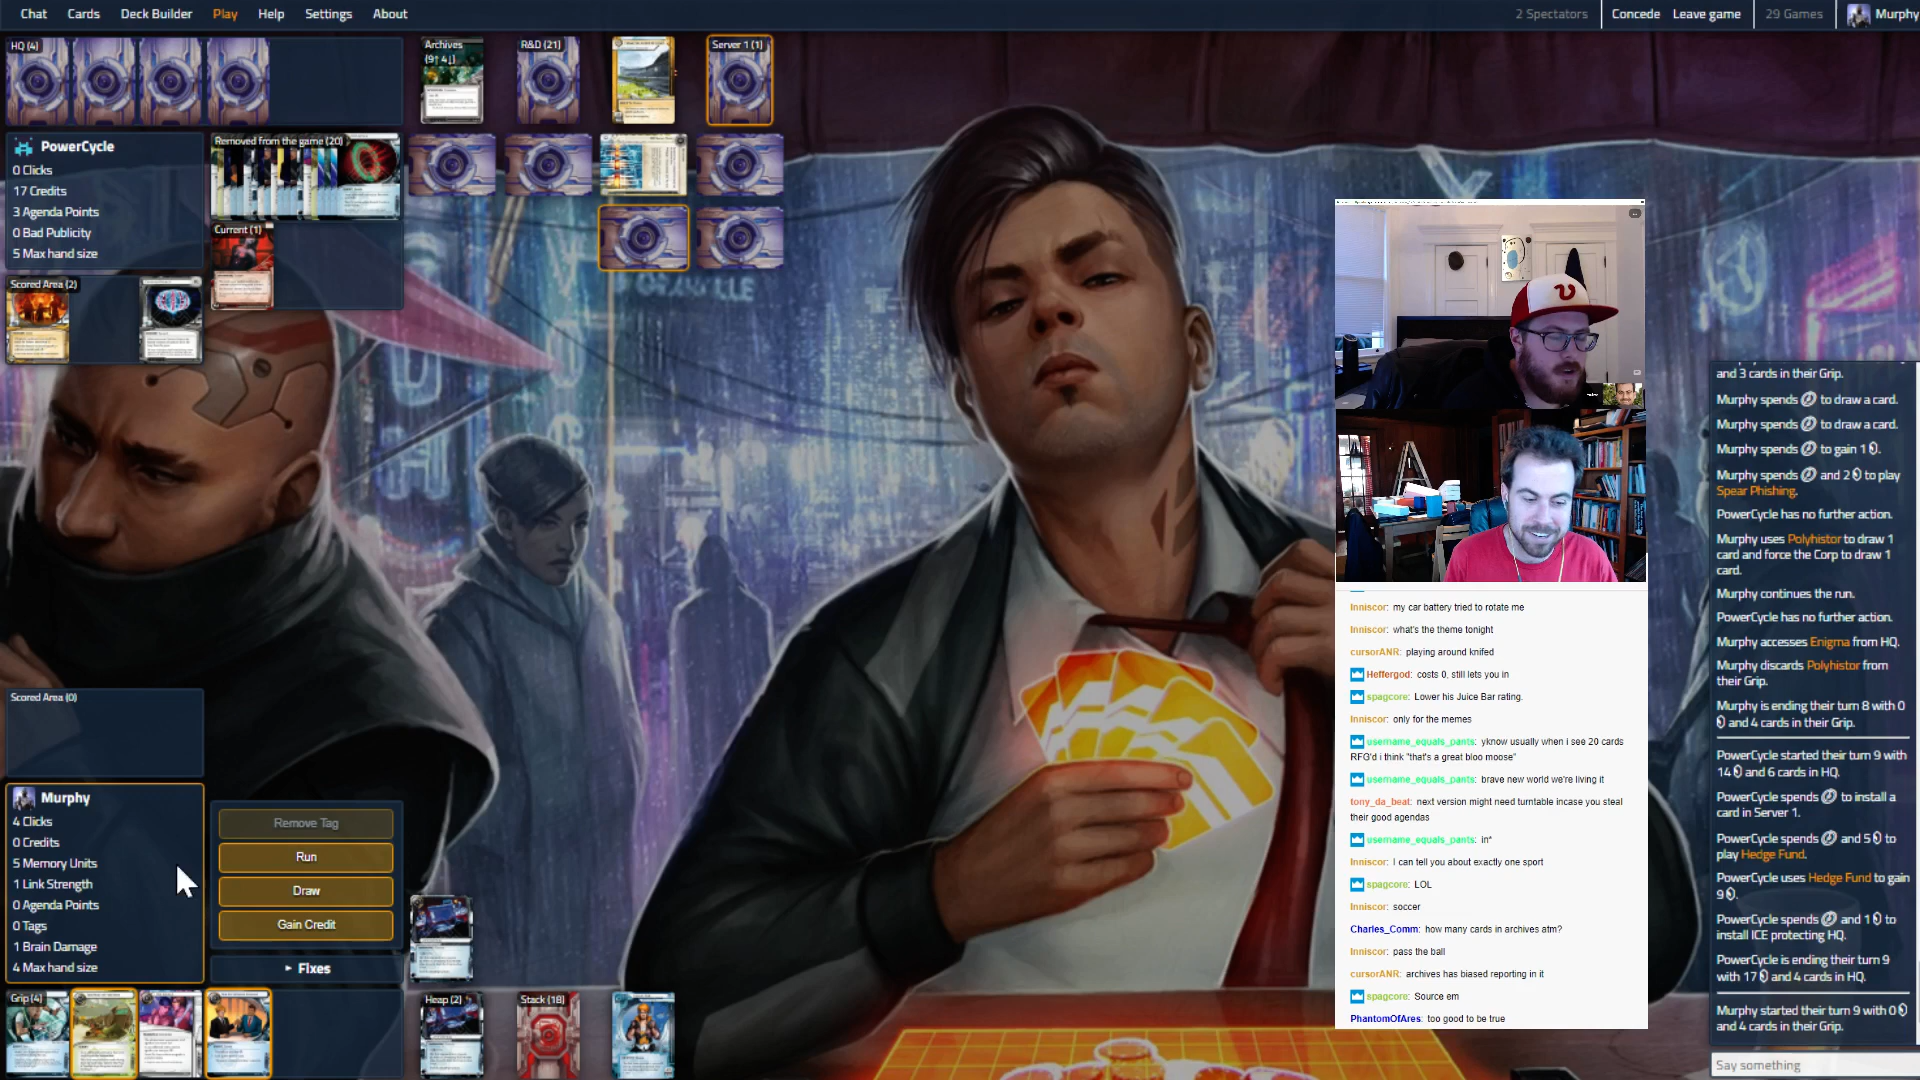 Chat Cards Deck Builder Play Help Settings About
2 Spectators Concede Leave game 29 Games Murphy
HQ (4)
Archives
(9↑ 4↓)
R&D (21)
Server 1 (1)
PowerCycle
0 Clicks
17 Credits
3 Agenda Points
0 Bad Publicity
5 Max hand size
Removed from the game (20)
Current (1)
Scored Area (2)
Scored Area (0)
Murphy
4 Clicks
0 Credits
5 Memory Units
1 Link Strength
0 Agenda Points
0 Tags
1 Brain Damage
4 Max hand size
Remove Tag
Run
Draw
Gain Credit
Fixes
Grip (4)
Heap (2)
Stack (18)
Inniscor: my car battery tried to rotate me
Inniscor: what's the theme tonight
cursorANR: playing around knifed
Heffergod: costs 0, still lets you in
spagcore: Lower his Juice Bar rating.
Inniscor: only for the memes
username_equals_pants: yknow usually when i see 20 cards
RFG'd i think "that's a great bloo moose"
username_equals_pants: brave new world we're living it
tony_da_beat: next version might need turntable incase you steal
their good agendas
username_equals_pants: in*
Inniscor: I can tell you about exactly one sport
spagcore: LOL
Inniscor: soccer
Charles_Comm: how many cards in archives atm?
Inniscor: pass the ball
cursorANR: archives has biased reporting in it
spagcore: Source em
PhantomOfAres: too good to be true
and 3 cards in their Grip.
Murphy spends to draw a card.
Murphy spends to draw a card.
Murphy spends to gain 1.
Murphy spends and 2 to play
Spear Phishing.
PowerCycle has no further action.
Murphy uses Polyhistor to draw 1
card and force the Corp to draw 1
card.
Murphy continues the run.
PowerCycle has no further action.
Murphy accesses Enigma from HQ.
Murphy discards Polyhistor from
their Grip.
Murphy is ending their turn 8 with 0
and 4 cards in their Grip.
PowerCycle started their turn 9 with
14 and 6 cards in HQ.
PowerCycle spends to install a
card in Server 1.
PowerCycle spends and 5 to
play Hedge Fund.
PowerCycle uses Hedge Fund to gain
9.
PowerCycle spends and 1 to
install ICE protecting HQ.
PowerCycle is ending their turn 9
with 17 and 4 cards in HQ.
Murphy started their turn 9 with 0
and 4 cards in their Grip.
Say something